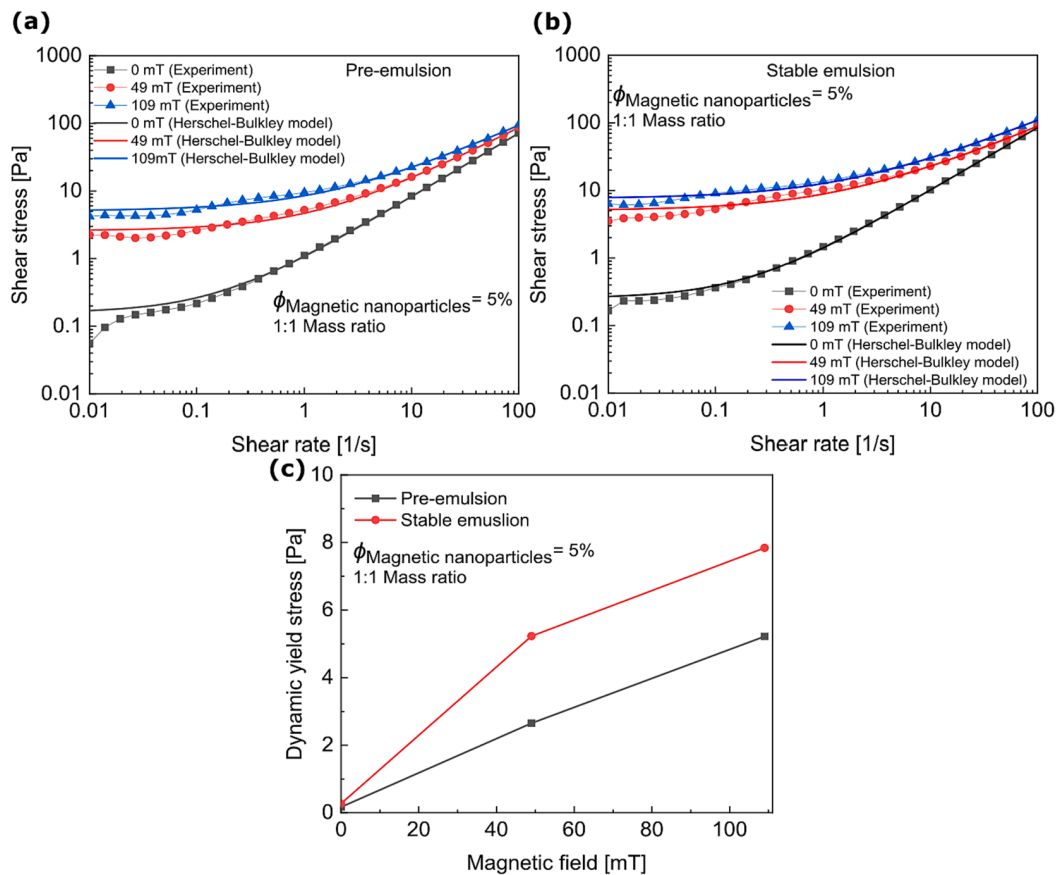 (a)
1000
100
10
1
0.1
0.01
Shear stress [Pa]
0 mT (Experiment)
49 mT (Experiment)
109 mT (Experiment)
0 mT (Herschel-Bulkley model)
49 mT (Herschel-Bulkley model)
109mT (Herschel-Bulkley model)
Pre-emulsion
ϕMagnetic nanoparticles = 5%
1:1 Mass ratio
0.01 0.1 1 10 100
Shear rate [1/s]
(b)
1000
100
10
1
0.1
0.01
Shear stress [Pa]
Stable emulsion
ϕMagnetic nanoparticles = 5%
1:1 Mass ratio
0 mT (Experiment)
49 mT (Experiment)
109 mT (Experiment)
0 mT (Herschel-Bulkley model)
49 mT (Herschel-Bulkley model)
109 mT (Herschel-Bulkley model)
0.01 0.1 1 10 100
Shear rate [1/s]
(c)
10
8
6
4
2
0
Dynamic yield stress [Pa]
Pre-emulsion
Stable emuslion
ϕMagnetic nanoparticles = 5%
1:1 Mass ratio
0 20 40 60 80 100
Magnetic field [mT]